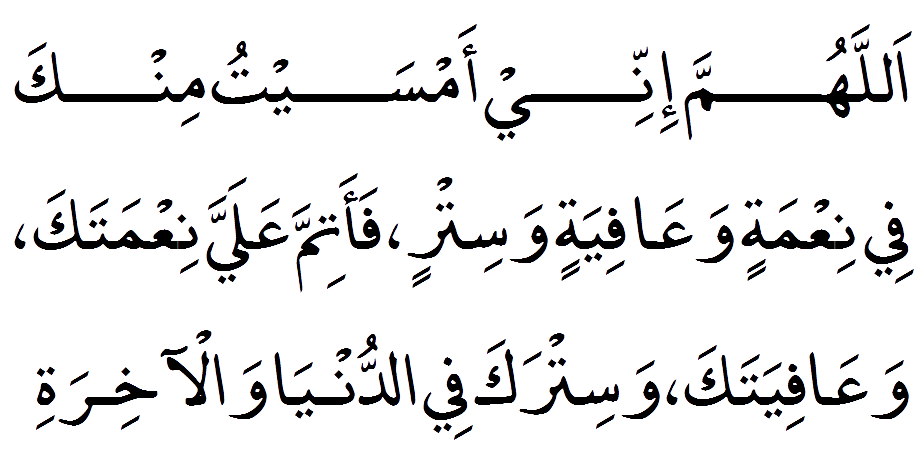 اَللَّهُمَّ إِنِّيْ أَمْسَيْتُ مِنْكَ
فِي نِعْمَةٍ وَعَافِيَةٍ وَسِتْرٍ، فَأَتِمَّ عَلَيَّ نِعْمَتَكَ،
وَعَافِيَتَكَ، وَسِتْرَكَ فِي الدُّنْيَا وَالْآخِرَةِ